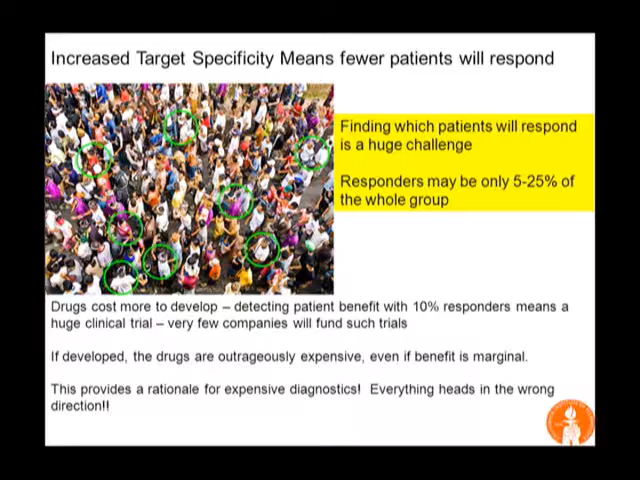 Increased Target Specificity Means fewer patients will respond
Finding which patients will respond
is a huge challenge
Responders may be only 5-25% of
the whole group
Drugs cost more to develop – detecting patient benefit with 10% responders means a
huge clinical trial – very few companies will fund such trials
If developed, the drugs are outrageously expensive, even if benefit is marginal.
This provides a rationale for expensive diagnostics! Everything heads in the wrong
direction!!